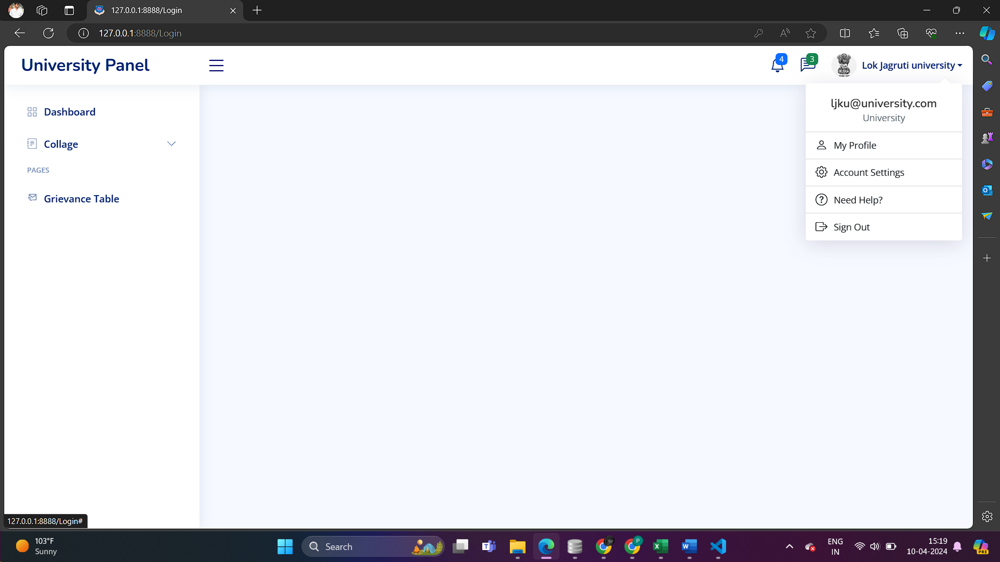 127.0.0.1:8888/Login
127.0.0.1:8888/Login
University Panel
4
3
Lok Jagruti university
ljku@university.com
University
My Profile
Account Settings
Need Help?
Sign Out
Dashboard
Collage
PAGES
Grievance Table
127.0.0.1:8888/Login#
103°F
Sunny
Search
ENG
IN
15:19
10-04-2024
PRE